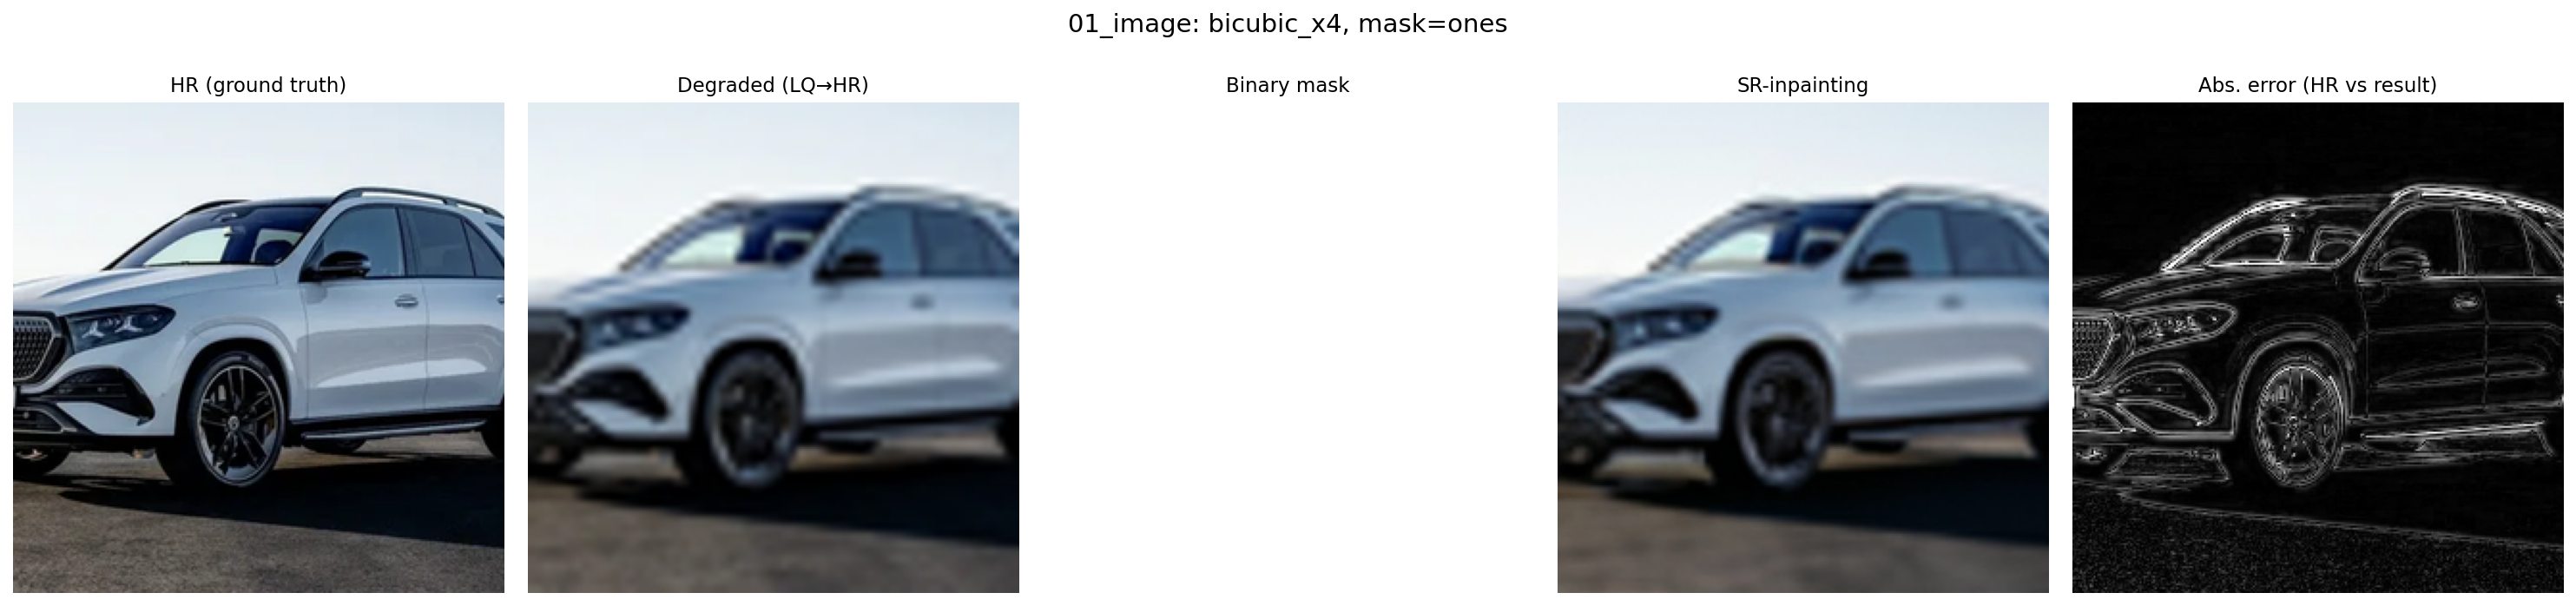 01_image: bicubic_x4, mask=ones
HR (ground truth)
Degraded (LQ→HR)
Binary mask
SR-inpainting
Abs. error (HR vs result)